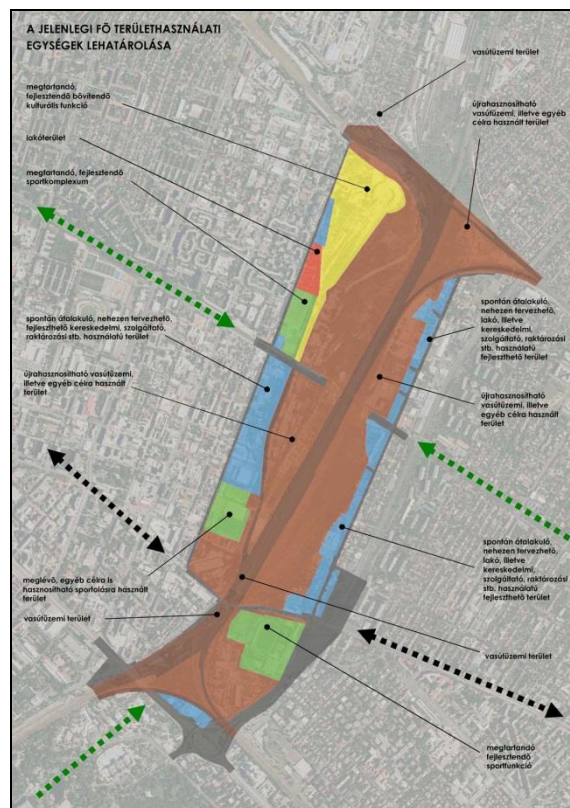 A JELENLEGI FŐ TERÜLETHASZNÁLATI
EGYSÉGEK LEHATÁROLÁSA
vasútüzemi terület
megtartandó,
fejlesztendő bővítendő
kulturális funkció
újrahasznosítható
vasútüzemi, illetve egyéb
célra használt terület
lakóterület
megtartandó, fejlesztendő
sportkomplexum
spontán átalakuló, nehezen tervezhető,
fejleszthető kereskedelmi, szolgáltató,
raktározási stb. használatú terület
spontán átalakuló,
nehezen tervezhető,
lakó, illetve
kereskedelmi,
szolgáltató, raktározási
stb. használatú
fejleszthető terület
újrahasznosítható vasútüzemi,
illetve egyéb célra használt
terület
újrahasznosítható
vasútüzemi, illetve
egyéb célra használt
terület
spontán átalakuló,
nehezen tervezhető,
lakó, illetve
kereskedelmi,
szolgáltató, raktározási
stb. használatú
fejleszthető terület
meglévő, egyéb célra is
hasznosítható sportolásra használt
terület
vasútüzemi terület
vasútüzemi terület
megtartandó
fejlesztendő
sportfunkció